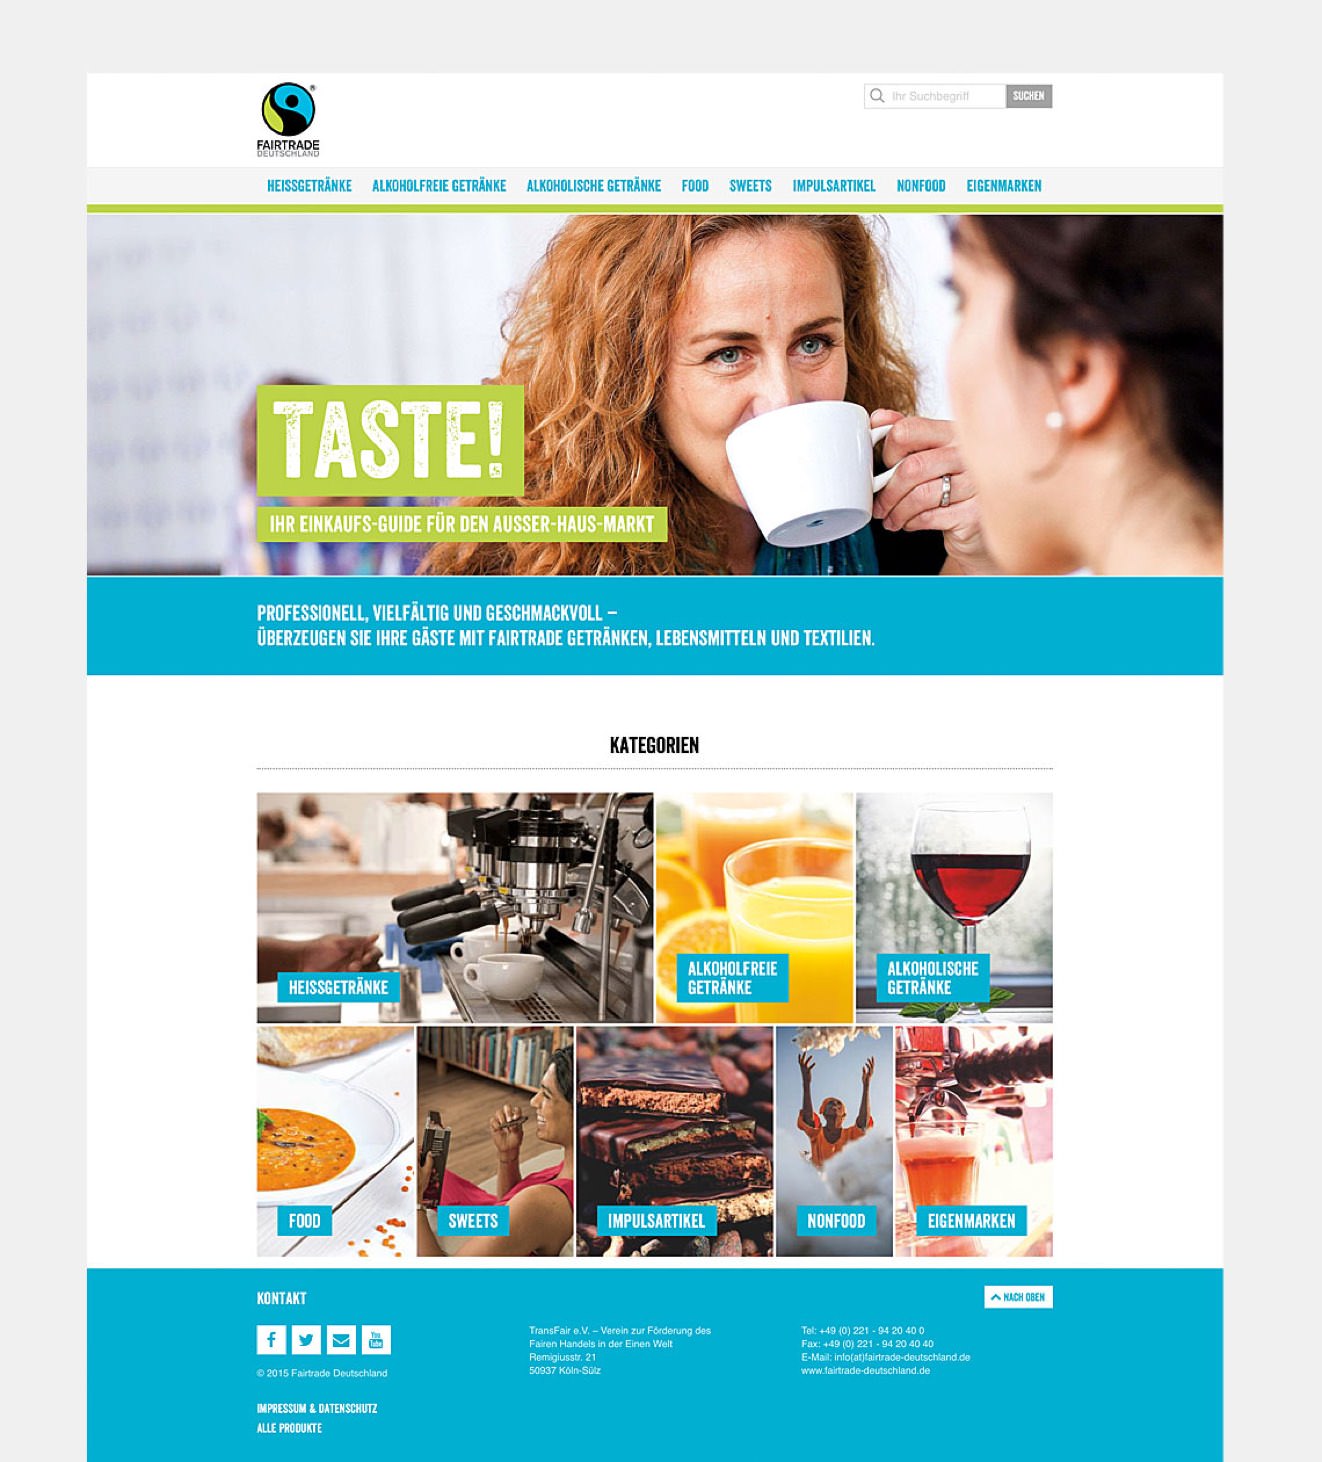 ®
FAIRTRADE
DEUTSCHLAND
Ihr Suchbegriff
SUCHEN
HEISSGETRÄNKE ALKOHOLFREIE GETRÄNKE ALKOHOLISCHE GETRÄNKE FOOD SWEETS IMPULSARTIKEL NONFOOD EIGENMARKEN
TASTE!
IHR EINKAUFS-GUIDE FÜR DEN AUSSER-HAUS-MARKT
PROFESSIONELL, VIELFÄLTIG UND GESCHMACKVOLL –
ÜBERZEUGEN SIE IHRE GÄSTE MIT FAIRTRADE GETRÄNKEN, LEBENSMITTELN UND TEXTILIEN.
KATEGORIEN
HEISSGETRÄNKE
ALKOHOLFREIE
GETRÄNKE
ALKOHOLISCHE
GETRÄNKE
FOOD
SWEETS
IMPULSARTIKEL
NONFOOD
EIGENMARKEN
KONTAKT
NACH OBEN
You
Tube
© 2015 Fairtrade Deutschland
IMPRESSUM & DATENSCHUTZ
ALLE PRODUKTE
TransFair e.V. – Verein zur Förderung des
Fairen Handels in der Einen Welt
Remigiusstr. 21
50937 Köln-Sülz
Tel: +49 (0) 221 - 94 20 40 0
Fax: +49 (0) 221 - 94 20 40 40
E-Mail: info(at)fairtrade-deutschland.de
www.fairtrade-deutschland.de